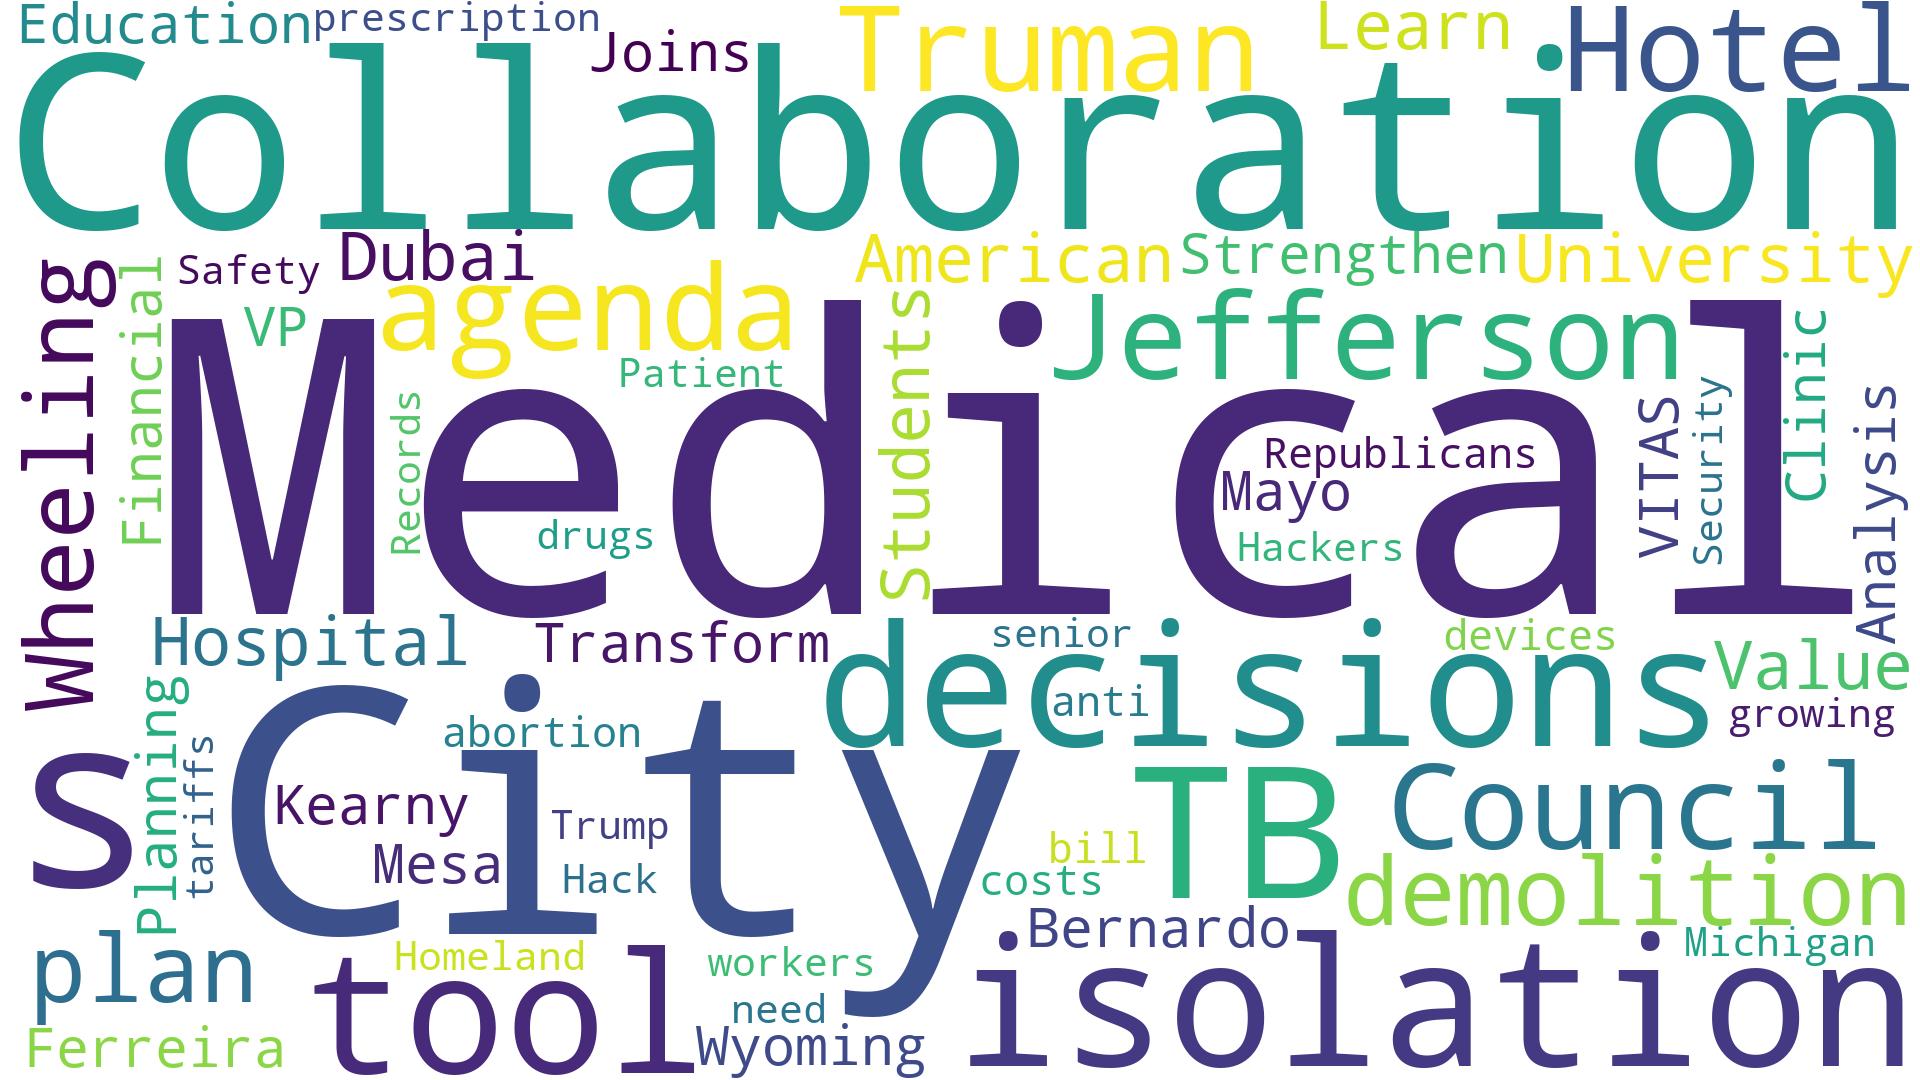 Education
prescription
Joins
Truman
Learn
Hotel
Collaboration
Wheeling
Financial
Safety
Dubai
American
Strengthen
University
VP
agenda
Patient
Students
Jefferson
Clinic
Medical
Records
drugs
Republicans
Mayo
Hackers
VITAS
Security
Analysis
Hospital
Transform
senior
decisions
devices
Value
anti
growing
s
Planning
tariffs
City
abortion
Kearny
Mesa
Trump
Hack
TB
Council
bill
costs
demolition
plan
Bernardo
Michigan
Homeland
tool
workers
need
isolation
Ferreira
Wyoming